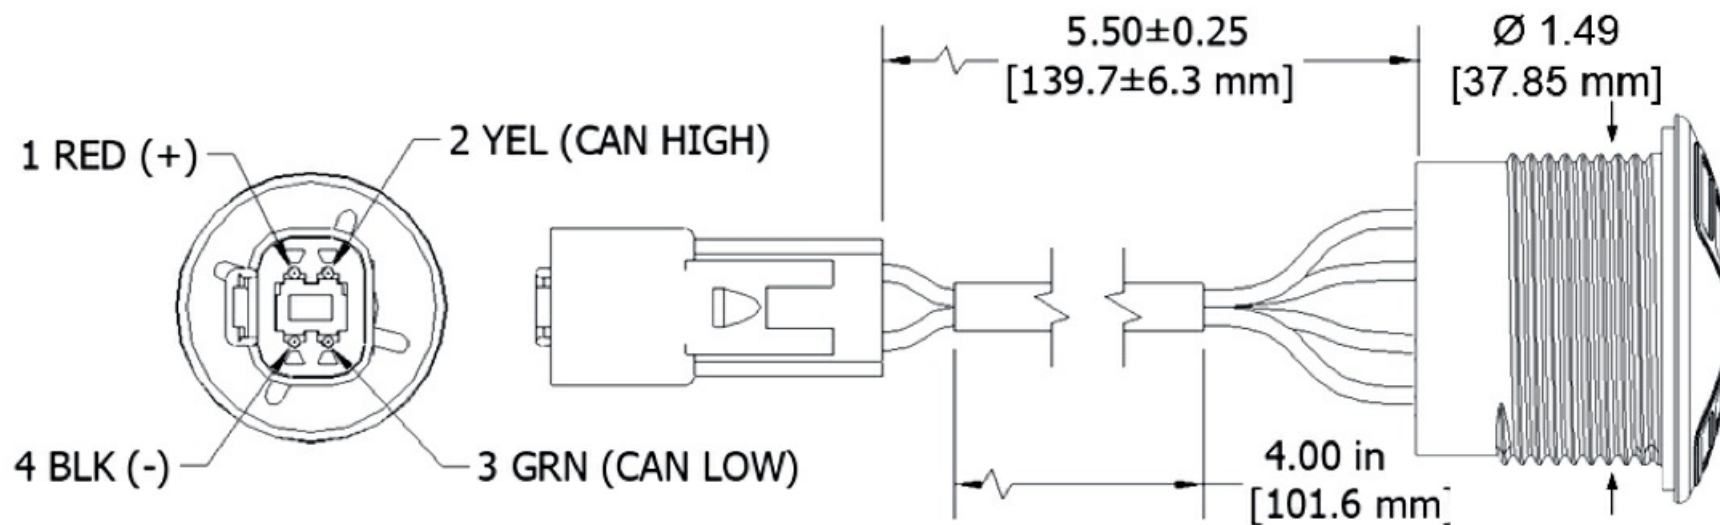 5.50±0.25
[139.7±6.3 mm]
Ø 1.49
[37.85 mm]
1 RED (+)
2 YEL (CAN HIGH)
4 BLK (-)
3 GRN (CAN LOW)
4.00 in
[101.6 mm]